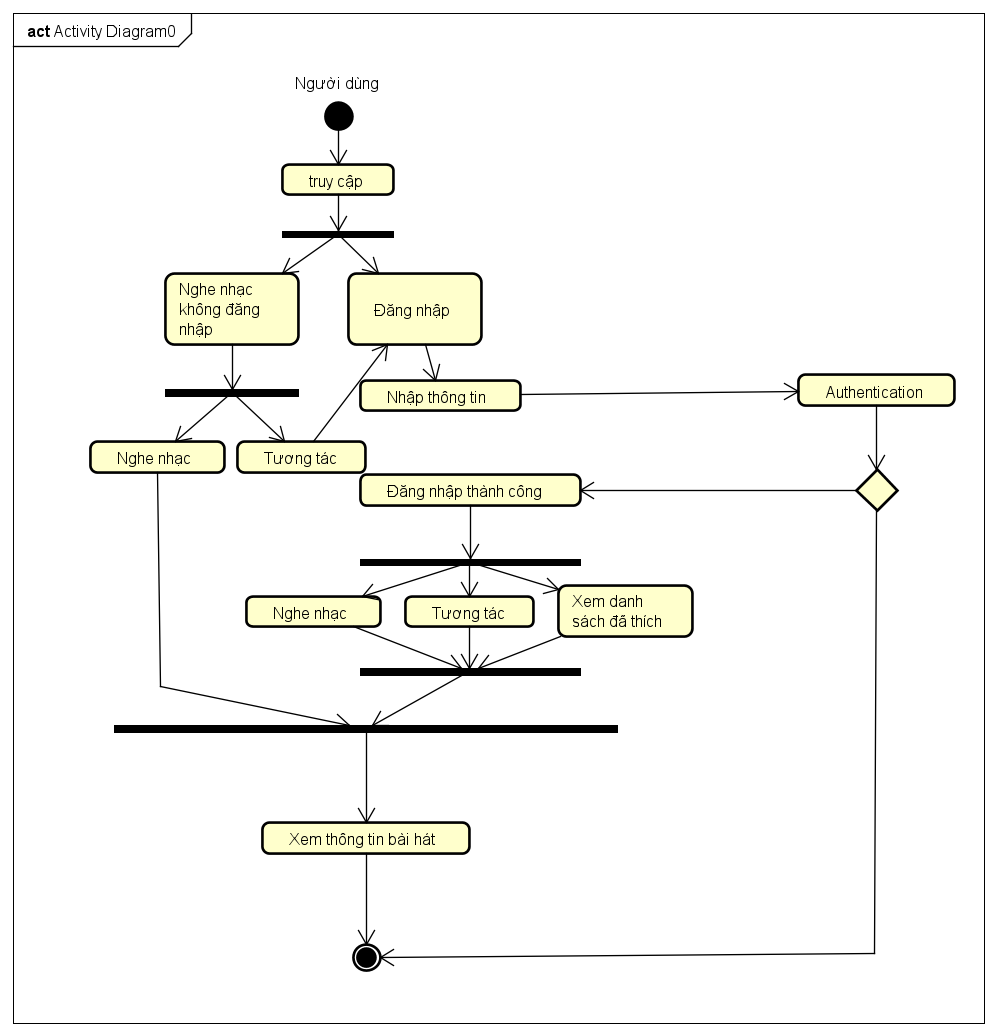 act Activity Diagram0
Người dùng
truy cập
Nghe nhạc
không đăng
nhập
Đăng nhập
Nhập thông tin
Authentication
Nghe nhạc
Tương tác
Đăng nhập thành công
Nghe nhạc
Tương tác
Xem danh
sách đã thích
Xem thông tin bài hát